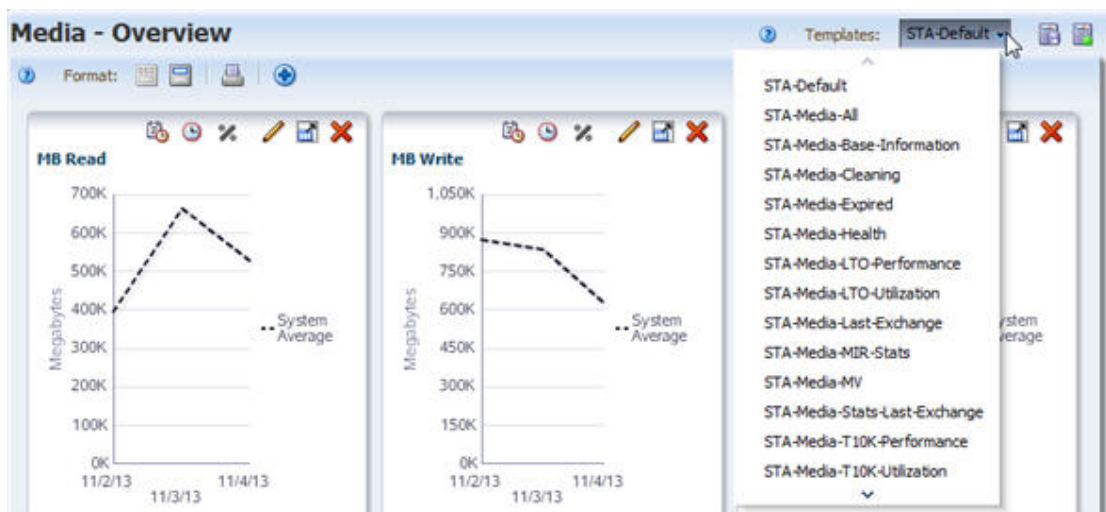 Media - Overview
Templates: STA-Default
Format:
MB Read
700K
600K
500K
400K
300K
200K
100K
0K
Megabytes
11/2/13
11/3/13
11/4/13
System
Average
MB Write
1,050K
900K
750K
600K
450K
300K
150K
0K
Megabytes
11/2/13
11/3/13
11/4/13
System
Average
STA-Default
STA-Media-All
STA-Media-Base-Information
STA-Media-Cleaning
STA-Media-Expired
STA-Media-Health
STA-Media-LTO-Performance
STA-Media-LTO-Utilization
STA-Media-Last-Exchange
STA-Media-MIR-Stats
STA-Media-MV
STA-Media-Stats-Last-Exchange
STA-Media-T10K-Performance
STA-Media-T10K-Utilization
ystem
verage